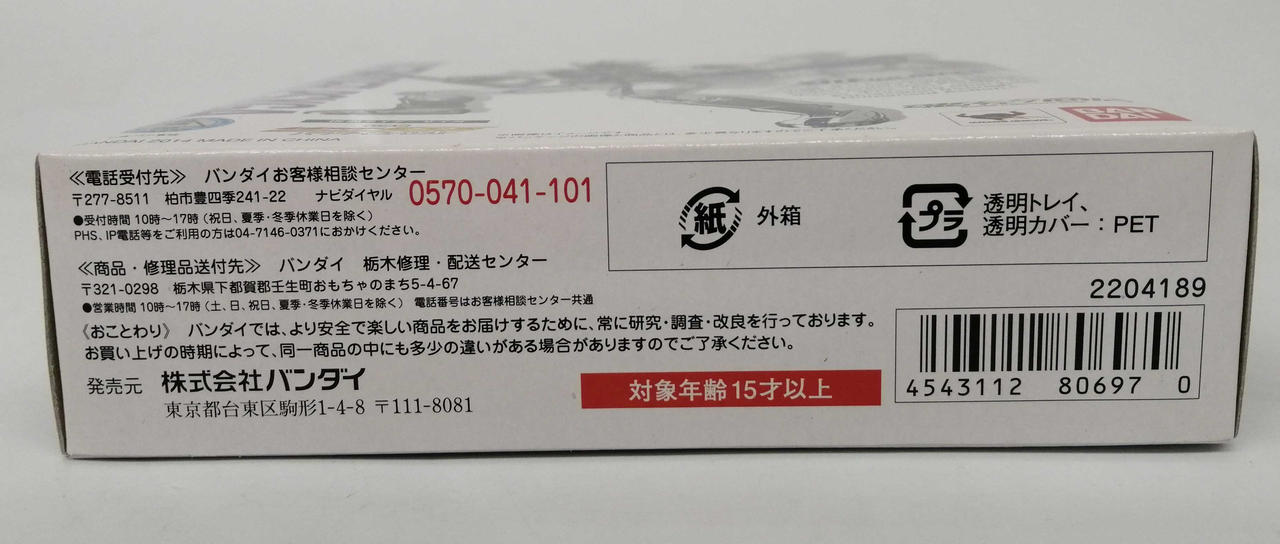 BANDAI 2014 MADE IN CHINA
BAN
DAI
≪電話受付先≫ バンダイお客様相談センター
〒277-8511 柏市豊四季241-22 ナビダイヤル 0570-041-101
●受付時間 10時〜17時（祝日、夏季・冬季休業日を除く）
PHS、IP電話等をご利用の方は04-7146-0371におかけください。
≪商品・修理品送付先≫ バンダイ 栃木修理・配送センター
〒321-0298 栃木県下都賀郡壬生町おもちゃのまち5-4-67
●営業時間 10時〜17時（土、日、祝日、夏季・冬季休業日を除く） 電話番号はお客様相談センター共通
《おことわり》 バンダイでは、より安全で楽しい商品をお届けするために、常に研究・調査・改良を行っております。
お買い上げの時期によって、同一商品の中にも多少の違いがある場合がありますのでご了承ください。
発売元 株式会社バンダイ
東京都台東区駒形1-4-8 〒111-8081
紙 外箱
プラ 透明トレイ、
透明カバー：PET
2204189
4543112 80697 0
対象年齢15才以上